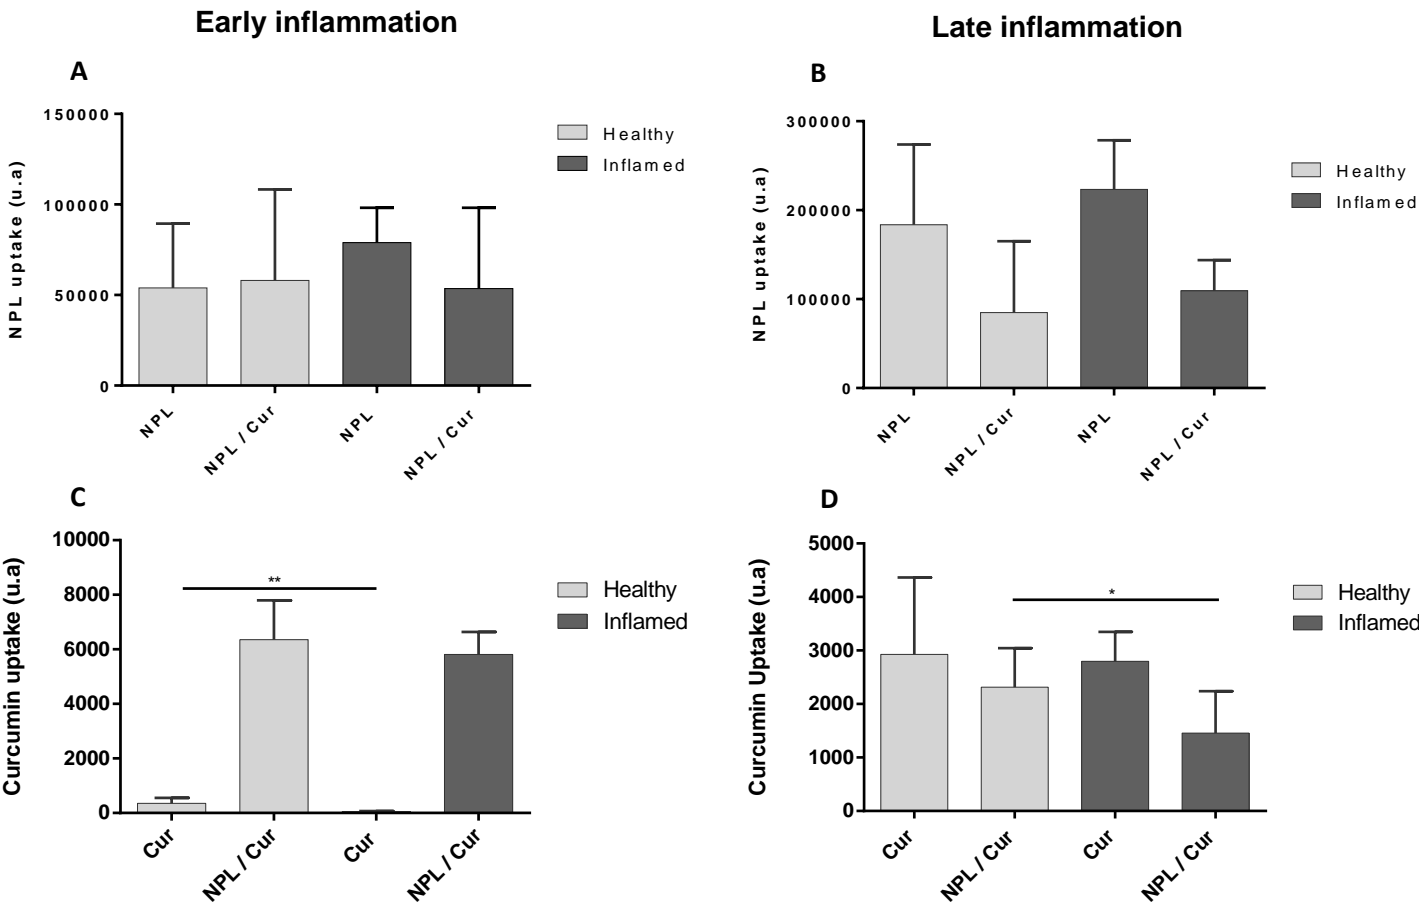 Early inflammation
Late inflammation
A
150000
100000
50000
0
NPL uptake (u.a)
NPL
NPL / Cur
NPL
NPL / Cur
Healthy
Inflamed
B
300000
200000
100000
0
NPL uptake (u.a)
NPL
NPL / Cur
NPL
NPL / Cur
Healthy
Inflamed
C
10000
8000
6000
4000
2000
0
Curcumin uptake (u.a)
**
Cur
NPL / Cur
Cur
NPL / Cur
Healthy
Inflamed
D
5000
4000
3000
2000
1000
0
Curcumin Uptake (u.a)
*
Cur
NPL / Cur
Cur
NPL / Cur
Healthy
Inflamed